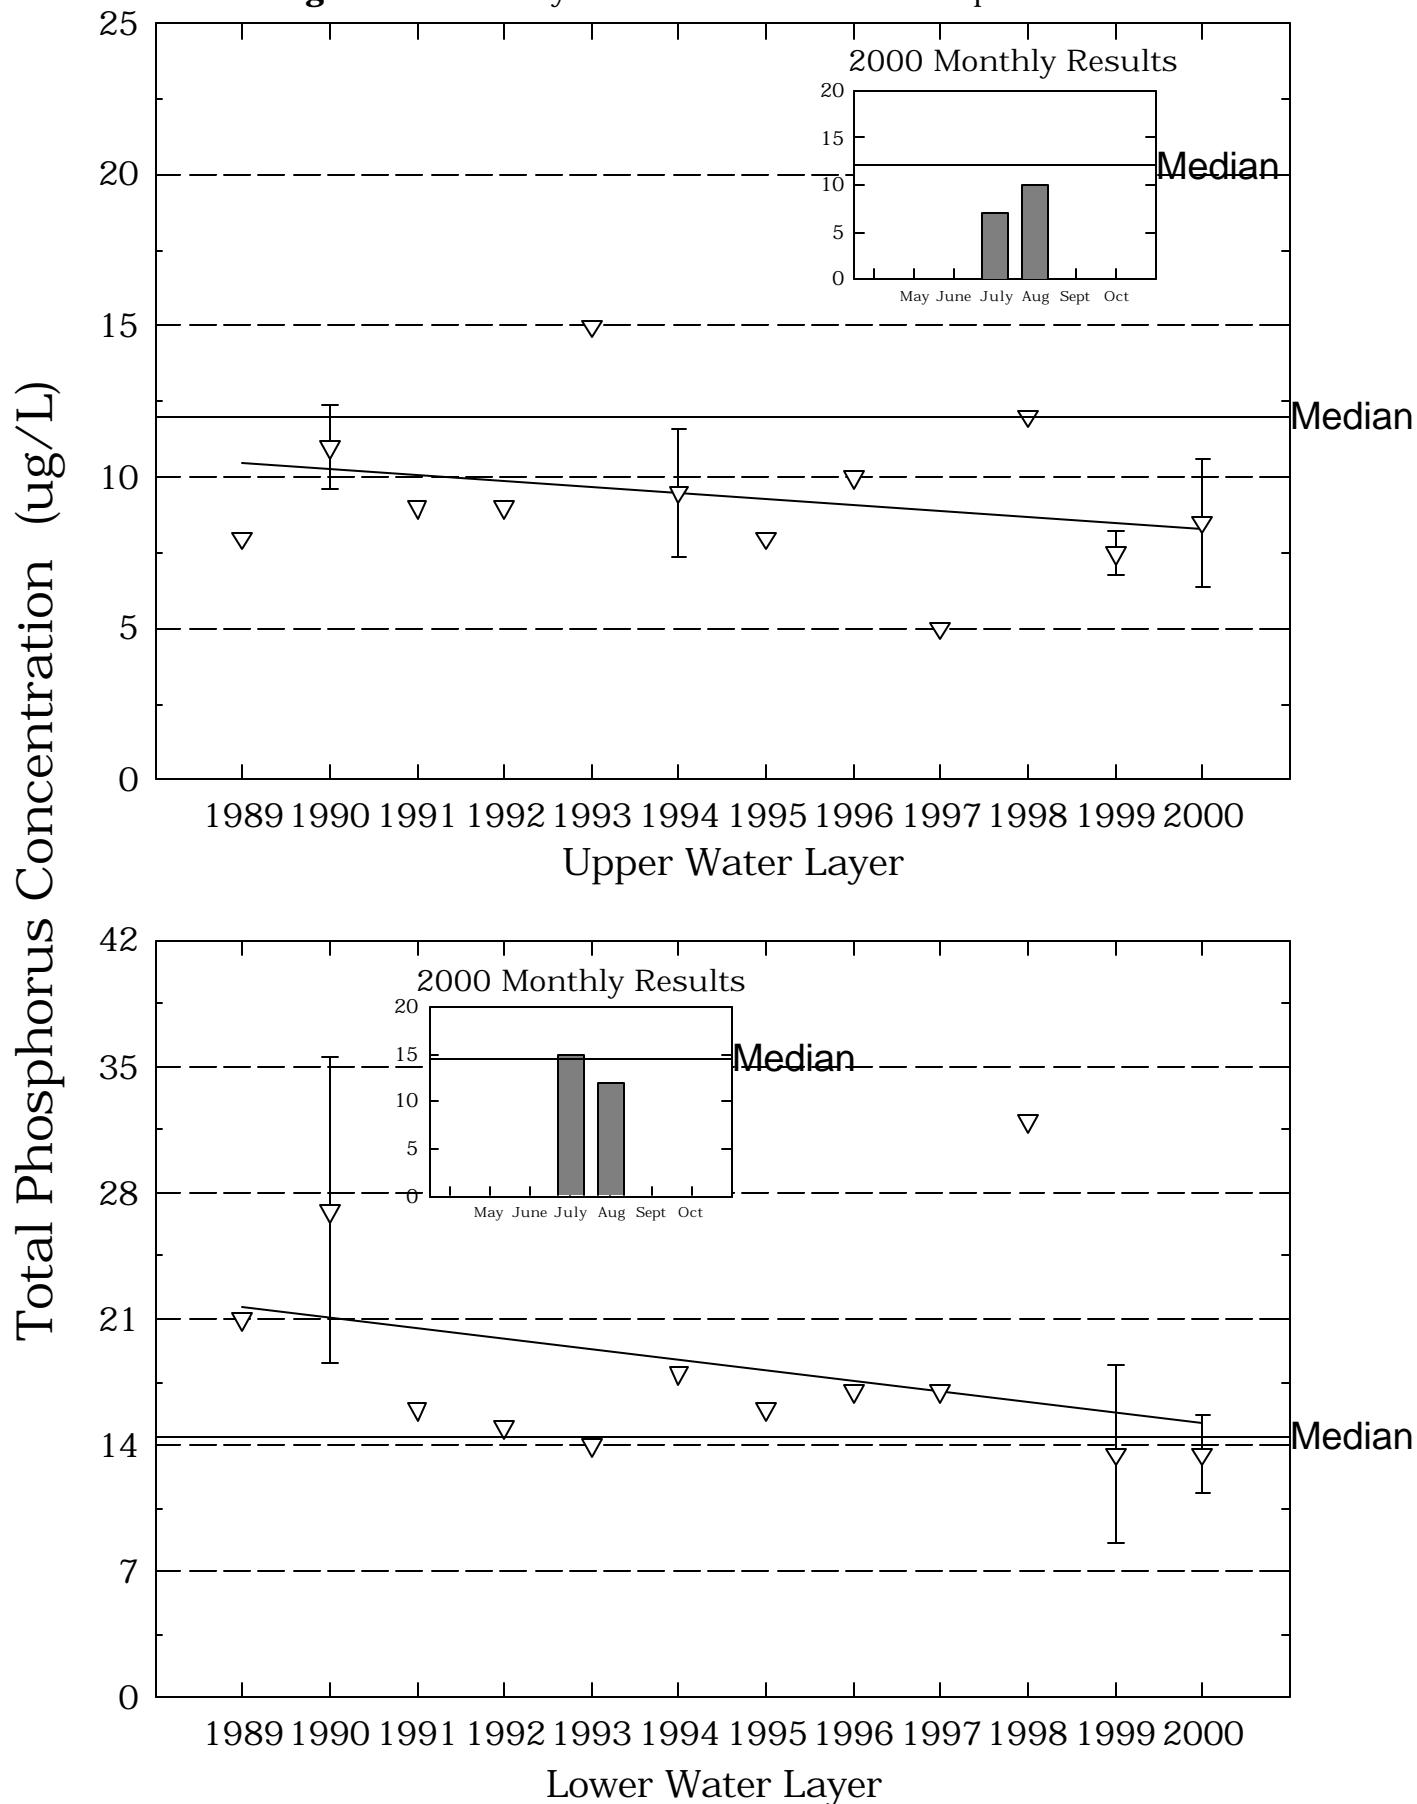 25
2000 Monthly Results
20
15
10
5
0
Median
May June July Aug Sept Oct
20
15
Median
10
5
0
1989 1990 1991 1992 1993 1994 1995 1996 1997 1998 1999 2000
Upper Water Layer
Total Phosphorus Concentration (ug/L)
42
2000 Monthly Results
20
15
10
5
0
Median
May June July Aug Sept Oct
35
28
21
14
Median
7
0
1989 1990 1991 1992 1993 1994 1995 1996 1997 1998 1999 2000
Lower Water Layer